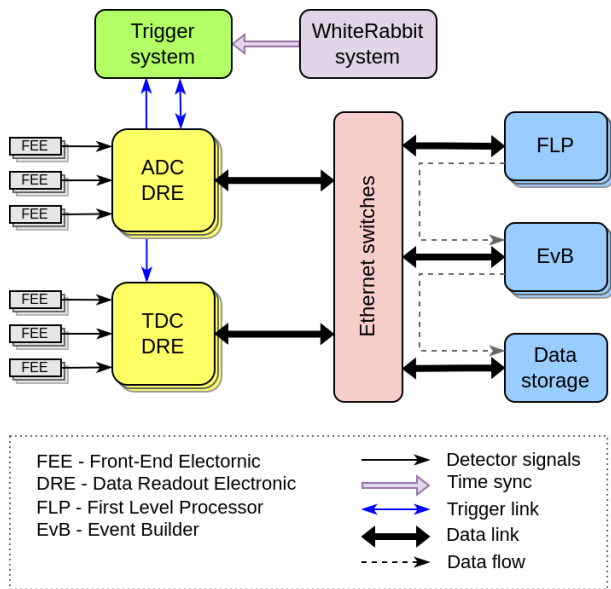 Trigger
system
WhiteRabbit
system
FEE
FEE
FEE
ADC
DRE
FEE
FEE
FEE
TDC
DRE
Ethernet switches
FLP
EvB
Data
storage
FEE - Front-End Electornic
DRE - Data Readout Electronic
FLP - First Level Processor
EvB - Event Builder
Detector signals
Time sync
Trigger link
Data link
Data flow